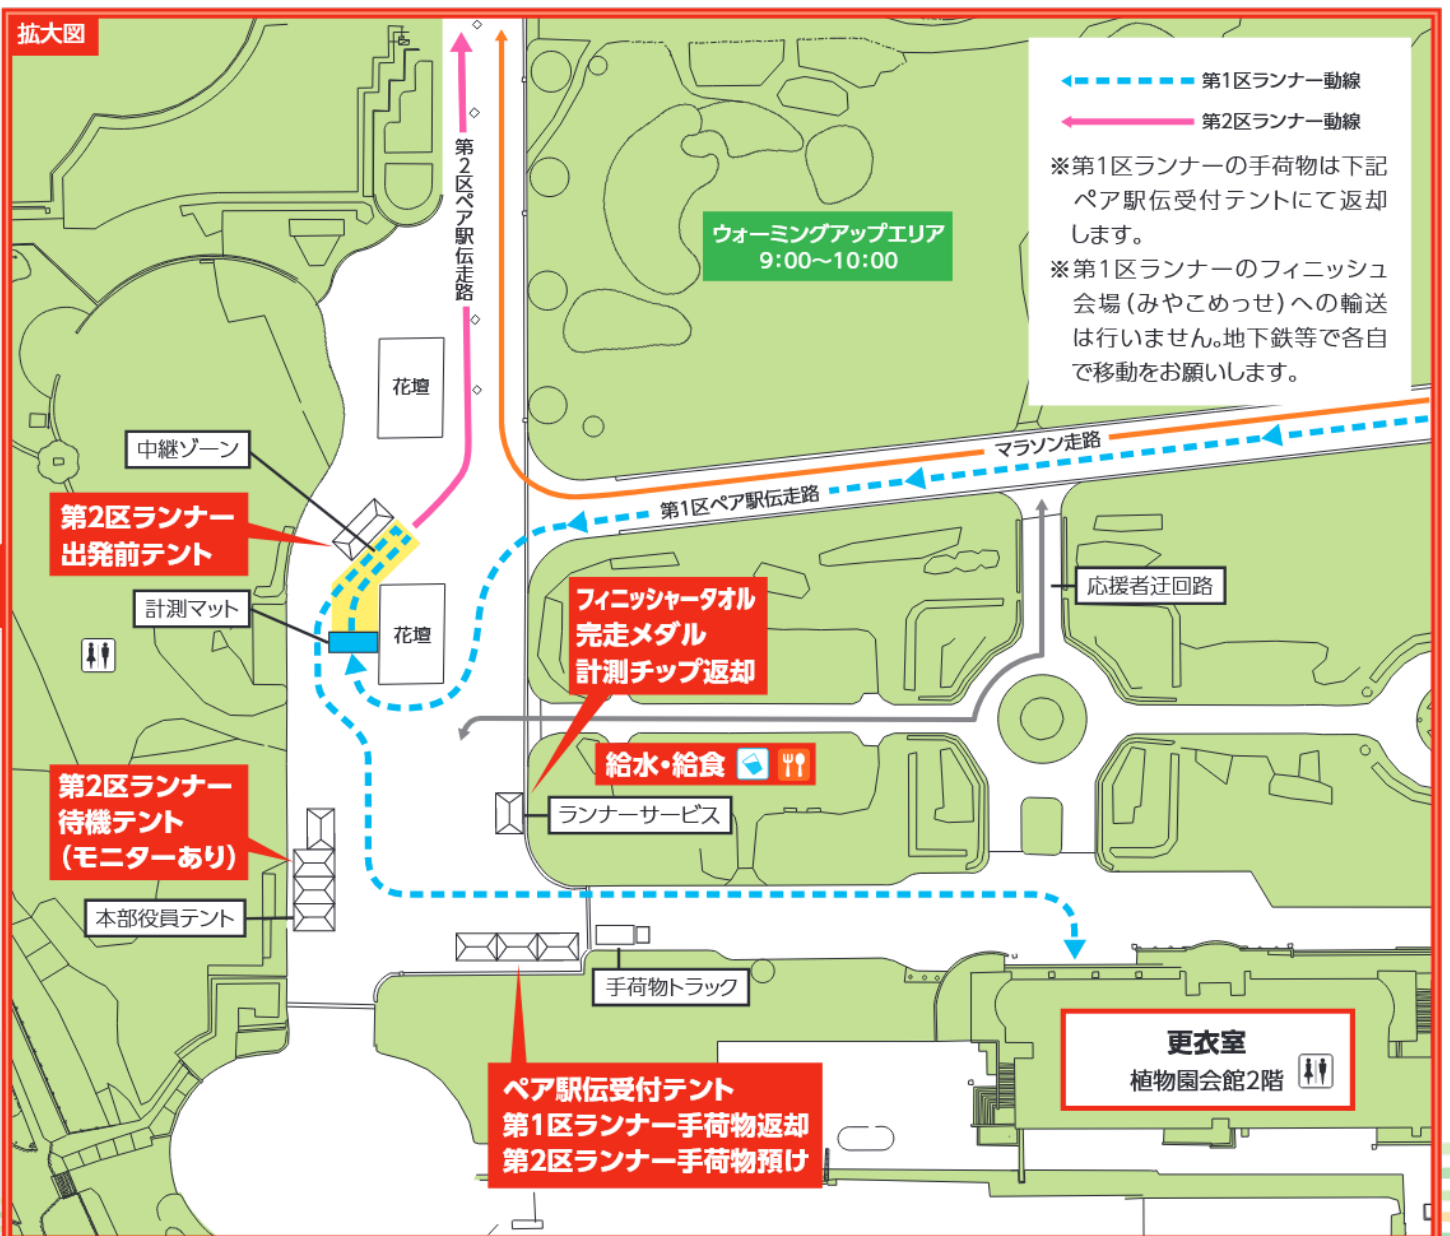 拡大図
第1区ランナー動線
第2区ランナー動線
※第1区ランナーの手荷物は下記
ペア駅伝受付テントにて返却
します。
※第1区ランナーのフィニッシュ
会場(みやこめっせ)への輸送
は行いません。地下鉄等で各自
で移動をお願いします。
第2区ペア駅伝走路
ウォーミングアップエリア
9:00〜10:00
花壇
中継ゾーン
マラソン走路
第1区ペア駅伝走路
第2区ランナー
出発前テント
計測マット
花壇
フィニッシャータオル
完走メダル
計測チップ返却
応援者迂回路
給水・給食
ランナーサービス
第2区ランナー
待機テント
(モニターあり)
本部役員テント
手荷物トラック
ペア駅伝受付テント
第1区ランナー手荷物返却
第2区ランナー手荷物預け
更衣室
植物園会館2階